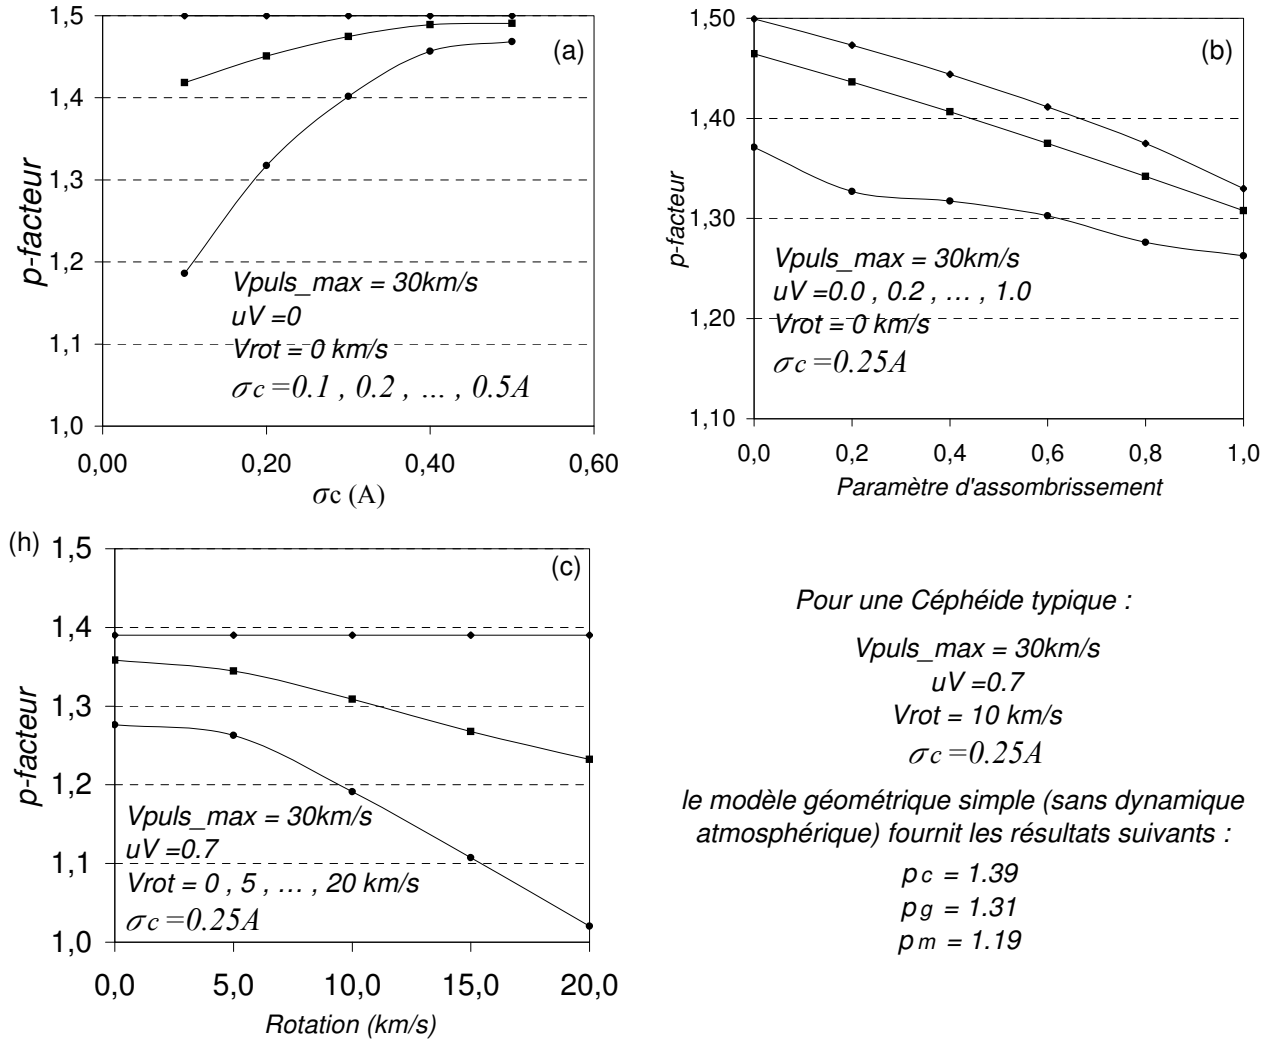 1,5
1,4
1,3
1,2
1,1
1,0
p-facteur
(a)
Vpuls_max = 30km/s
uV =0
Vrot = 0 km/s
σc =0.1 , 0.2 , ... , 0.5A
0,00 0,20 0,40 0,60
σc (A)
1,50
1,40
1,30
1,20
1,10
p-facteur
(b)
Vpuls_max = 30km/s
uV =0.0 , 0.2 , ... , 1.0
Vrot = 0 km/s
σc =0.25A
0,0 0,2 0,4 0,6 0,8 1,0
Paramètre d'assombrissement
(h)
1,5
1,4
1,3
1,2
1,1
1,0
p-facteur
(c)
Vpuls_max = 30km/s
uV =0.7
Vrot = 0 , 5 , ... , 20 km/s
σc =0.25A
0,0 5,0 10,0 15,0 20,0
Rotation (km/s)
Pour une Céphéide typique :
Vpuls_max = 30km/s
uV =0.7
Vrot = 10 km/s
σc =0.25A
le modèle géométrique simple (sans dynamique
atmosphérique) fournit les résultats suivants :
pc = 1.39
pg = 1.31
pm = 1.19